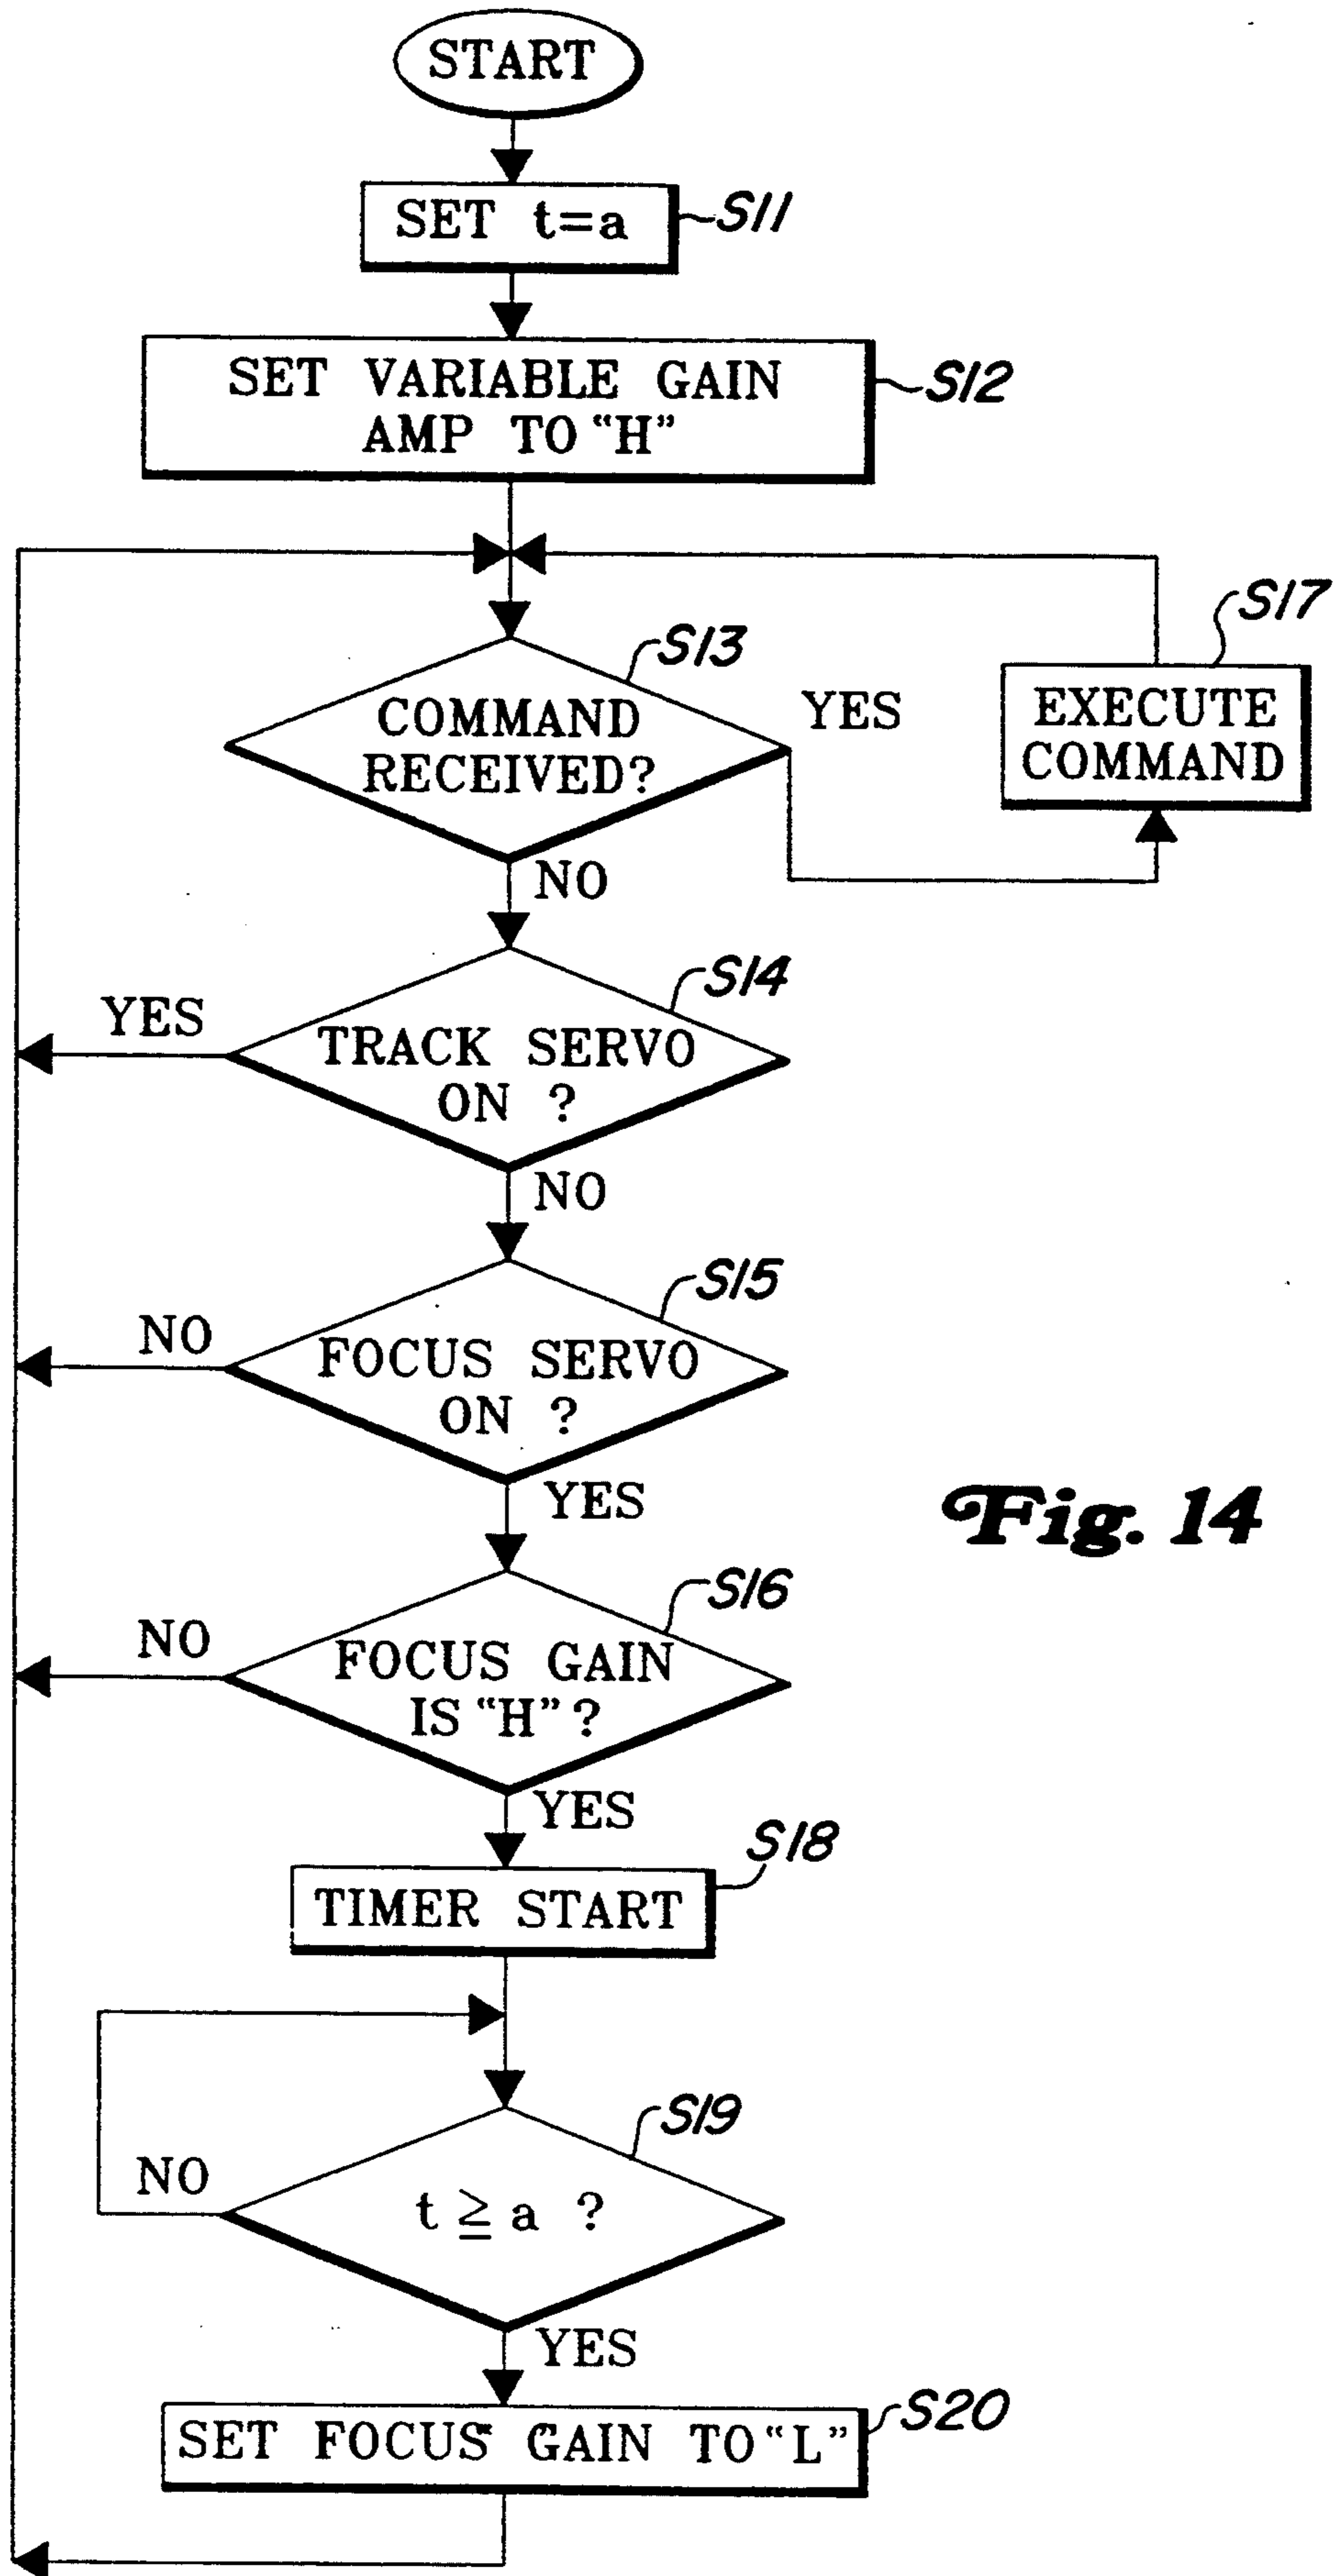 START
SET t=a
S11
SET VARIABLE GAIN
AMP TO "H"
S12
S13
COMMAND
RECEIVED?
YES
S17
EXECUTE
COMMAND
NO
S14
YES
TRACK SERVO
ON ?
NO
S15
NO
FOCUS SERVO
ON ?
YES
Fig. 14
S16
NO
FOCUS GAIN
IS "H" ?
YES
S18
TIMER START
S19
NO
t ≧ a ?
YES
SET FOCUS GAIN TO "L"
S20